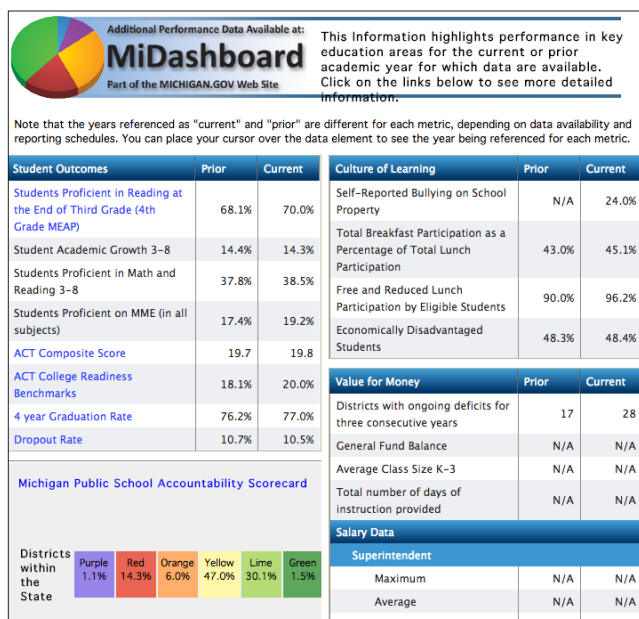 Additional Performance Data Available at:
MiDashboard
Part of the MICHIGAN.GOV Web Site
This Information highlights performance in key
education areas for the current or prior
academic year for which data are available.
Click on the links below to see more detailed
information.
Note that the years referenced as "current" and "prior" are different for each metric, depending on data availability and
reporting schedules. You can place your cursor over the data element to see the year being referenced for each metric.
Student Outcomes Prior Current
Students Proficient in Reading at
the End of Third Grade (4th
Grade MEAP)
68.1% 70.0%
Student Academic Growth 3-8 14.4% 14.3%
Students Proficient in Math and
Reading 3-8
37.8% 38.5%
Students Proficient on MME (in all
subjects)
17.4% 19.2%
ACT Composite Score 19.7 19.8
ACT College Readiness
Benchmarks
18.1% 20.0%
4 year Graduation Rate 76.2% 77.0%
Dropout Rate 10.7% 10.5%
Michigan Public School Accountability Scorecard
Districts
within
the
State
Purple
1.1%
Red
14.3%
Orange
6.0%
Yellow
47.0%
Lime
30.1%
Green
1.5%
Culture of Learning Prior Current
Self-Reported Bullying on School
Property
N/A 24.0%
Total Breakfast Participation as a
Percentage of Total Lunch
Participation
43.0% 45.1%
Free and Reduced Lunch
Participation by Eligible Students
90.0% 96.2%
Economically Disadvantaged
Students
48.3% 48.4%
Value for Money Prior Current
Districts with ongoing deficits for
three consecutive years
17 28
General Fund Balance N/A N/A
Average Class Size K-3 N/A N/A
Total number of days of
instruction provided
N/A N/A
Salary Data
Superintendent
Maximum N/A N/A
Average N/A N/A